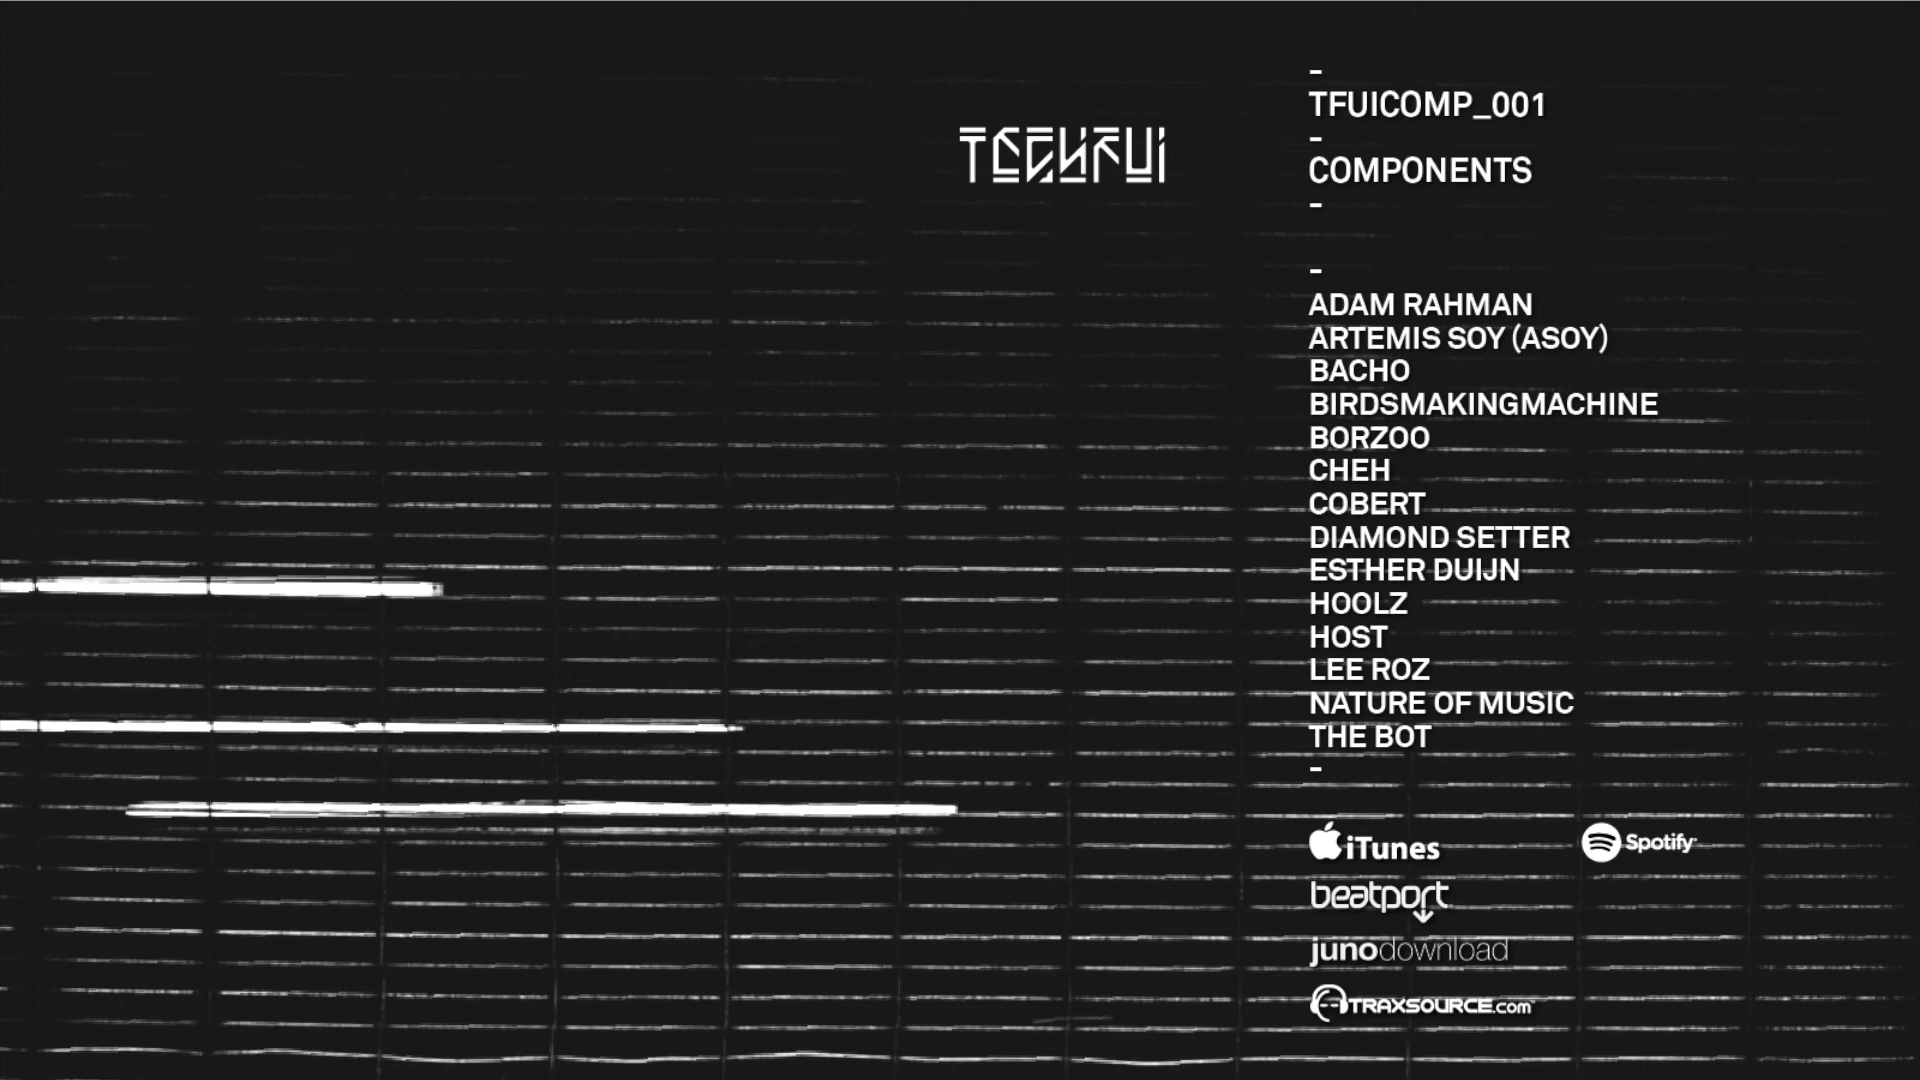 TECHFUI
-
TFUICOMP_001
-
COMPONENTS
-
-
ADAM RAHMAN
ARTEMIS SOY (ASOY)
BACHO
BIRDSMAKINGMACHINE
BORZOO
CHEH
COBERT
DIAMOND SETTER
ESTHER DUIJN
HOOLZ
HOST
LEE ROZ
NATURE OF MUSIC
THE BOT
-
iTunes
Spotify
beatport
junodownload
TRAXSOURCE.com